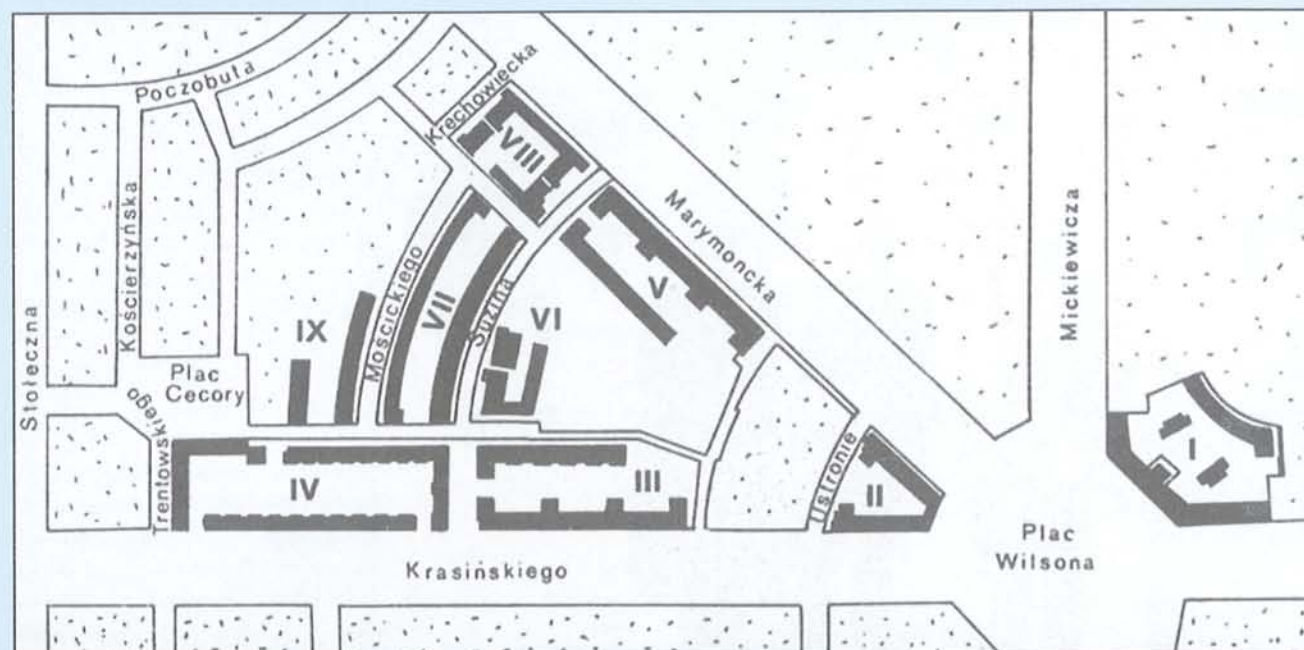 Poczobuta
Krechowiecka
VIII
Marymoncka
Mickiewicza
Kościerzyńska
Stołeczna
Mościckiego
VII
Suzina
VI
V
IX
Plac
Cecory
Trentowskiego
IV
III
Ustronie
II
I
Plac
Wilsona
Krasińskiego